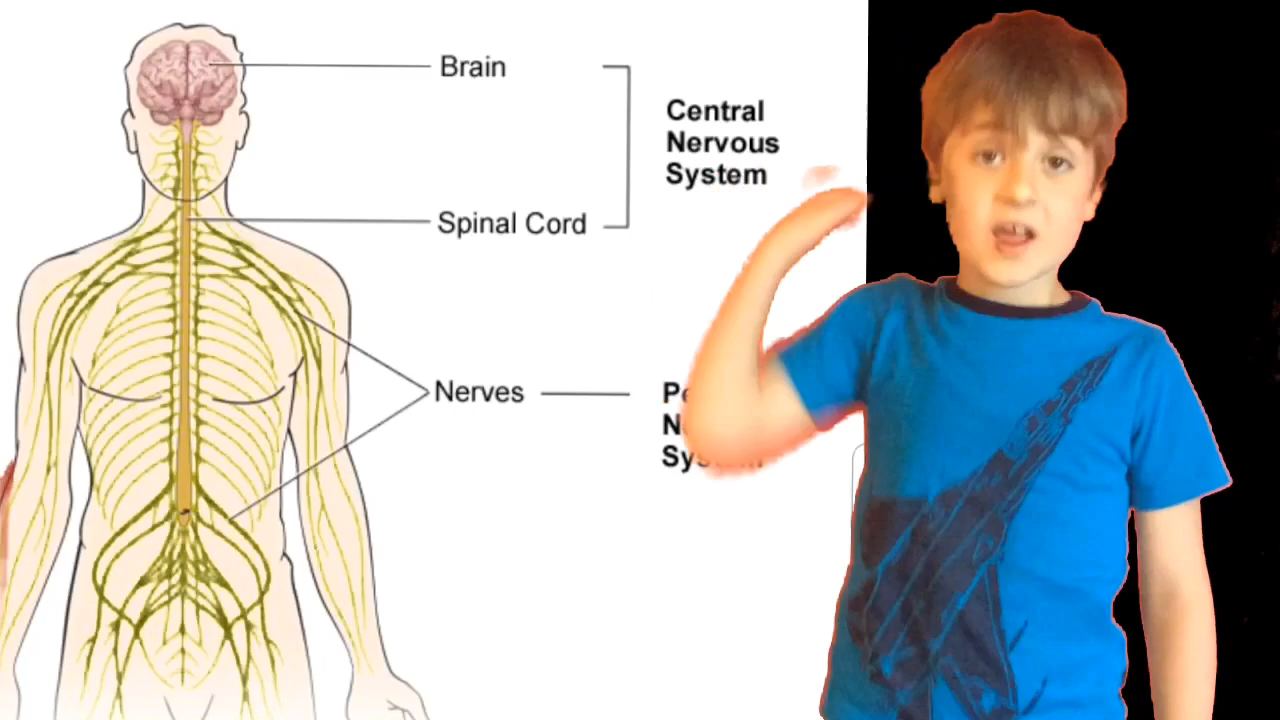 Brain
Central
Nervous
System
Spinal Cord
Nerves